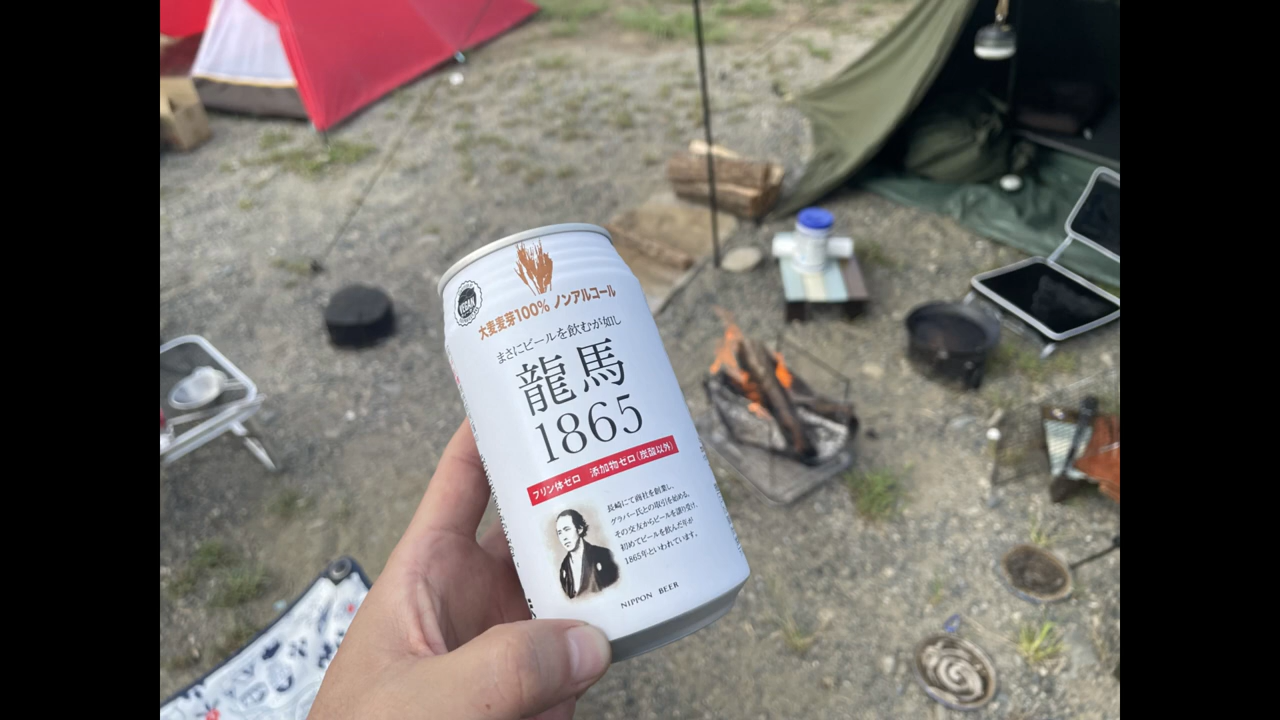 VEGAN
大麦麦芽100% ノンアルコール
まさにビールを飲むが如し
龍馬
1865
プリン体ゼロ 添加物ゼロ(炭酸以外)
長崎にて商社を創業し、
グラバー氏との取引を始める。
その交友からビールを譲り受け、
初めてビールを飲んだ年が
1865年といわれています。
NIPPON BEER